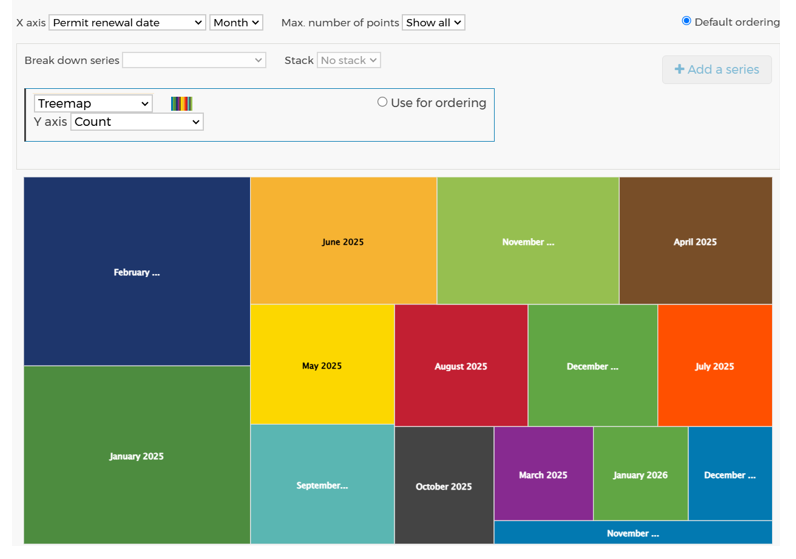 X axis Permit renewal date Month Max. number of points Show all Default ordering
Break down series Stack No stack + Add a series
Treemap Use for ordering
Y axis Count
February ...
June 2025
November ...
April 2025
January 2025
May 2025
August 2025
December ...
July 2025
September...
October 2025
March 2025
January 2026
December ...
November ...